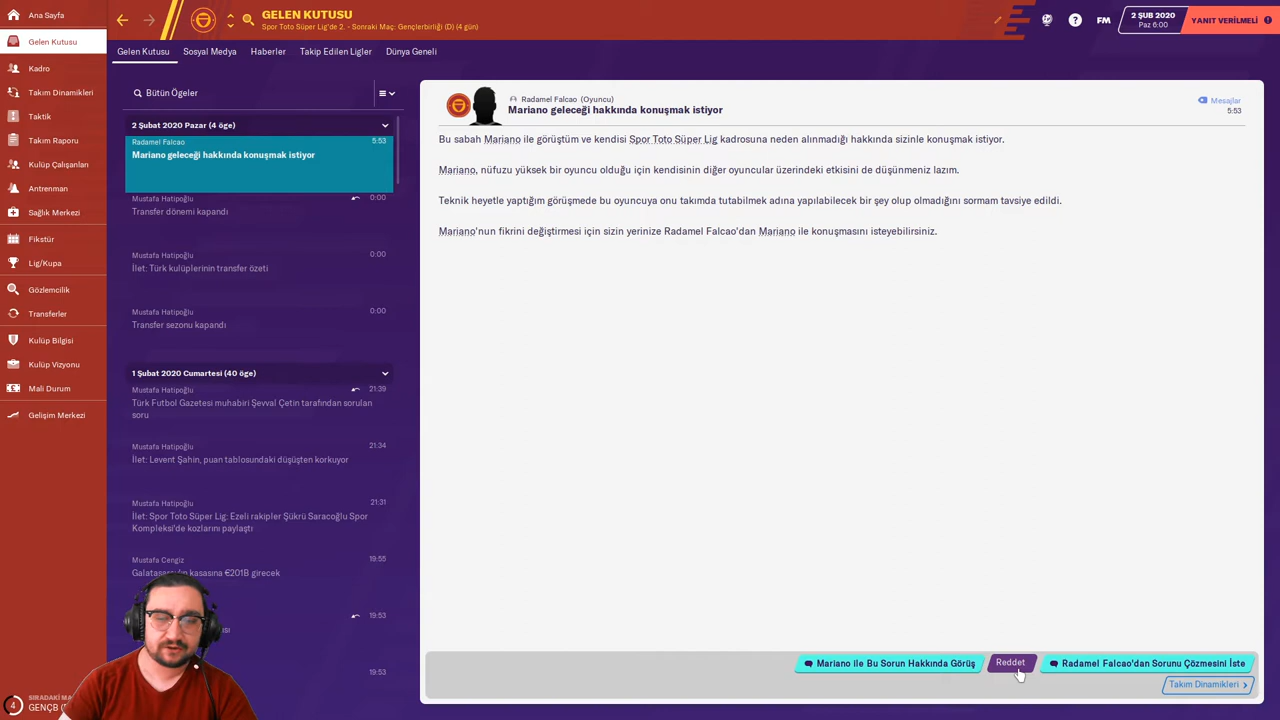 Ana Sayfa
Gelen Kutusu
Kadro
Takım Dinamikleri
Taktik
Takım Raporu
Kulüp Çalışanları
Antrenman
Sağlık Merkezi
Fikstür
Lig/Kupa
Gözlemcilik
Transferler
Kulüp Bilgisi
Kulüp Vizyonu
Mali Durum
Gelişim Merkezi
4
GENÇB
GELEN KUTUSU
Spor Toto Süper Lig'de 2. - Sonraki Maç: Gençlerbirliği (D) (4 gün)
FM
2 ŞUB 2020
Paz 6:00
YANIT VERİLMELİ
Gelen Kutusu
Sosyal Medya
Haberler
Takip Edilen Ligler
Dünya Geneli
Bütün Ögeler
2 Şubat 2020 Pazar (4 öge)
Radamel Falcao 5:53
Mariano geleceği hakkında konuşmak istiyor
Mustafa Hatipoğlu 0:00
Transfer dönemi kapandı
Mustafa Hatipoğlu 0:00
İlet: Türk kulüplerinin transfer özeti
Mustafa Hatipoğlu 0:00
Transfer sezonu kapandı
1 Şubat 2020 Cumartesi (40 öge)
Mustafa Hatipoğlu 21:39
Türk Futbol Gazetesi muhabiri Şevval Çetin tarafından sorulan
soru
Mustafa Hatipoğlu 21:34
İlet: Levent Şahin, puan tablosundaki düşüşten korkuyor
Mustafa Hatipoğlu 21:31
İlet: Spor Toto Süper Lig: Ezeli rakipler Şükrü Saracoğlu Spor
Kompleksi'de kozlarını paylaştı
Mustafa Cengiz 19:55
kasasına €201B girecek
19:53
19:53
Radamel Falcao (Oyuncu)
Mariano geleceği hakkında konuşmak istiyor
Mesajlar
5:53
Bu sabah Mariano ile görüştüm ve kendisi Spor Toto Süper Lig kadrosuna neden alınmadığı hakkında sizinle konuşmak istiyor.
Mariano, nüfuzu yüksek bir oyuncu olduğu için kendisinin diğer oyuncular üzerindeki etkisini de düşünmeniz lazım.
Teknik heyetle yaptığım görüşmede bu oyuncuya onu takımda tutabilmek adına yapılabilecek bir şey olup olmadığını sormam tavsiye edildi.
Mariano'nun fikrini değiştirmesi için sizin yerinize Radamel Falcao'dan Mariano ile konuşmasını isteyebilirsiniz.
Mariano ile Bu Sorun Hakkında Görüş
Reddet
Radamel Falcao'dan Sorunu Çözmesini İste
Takım Dinamikleri